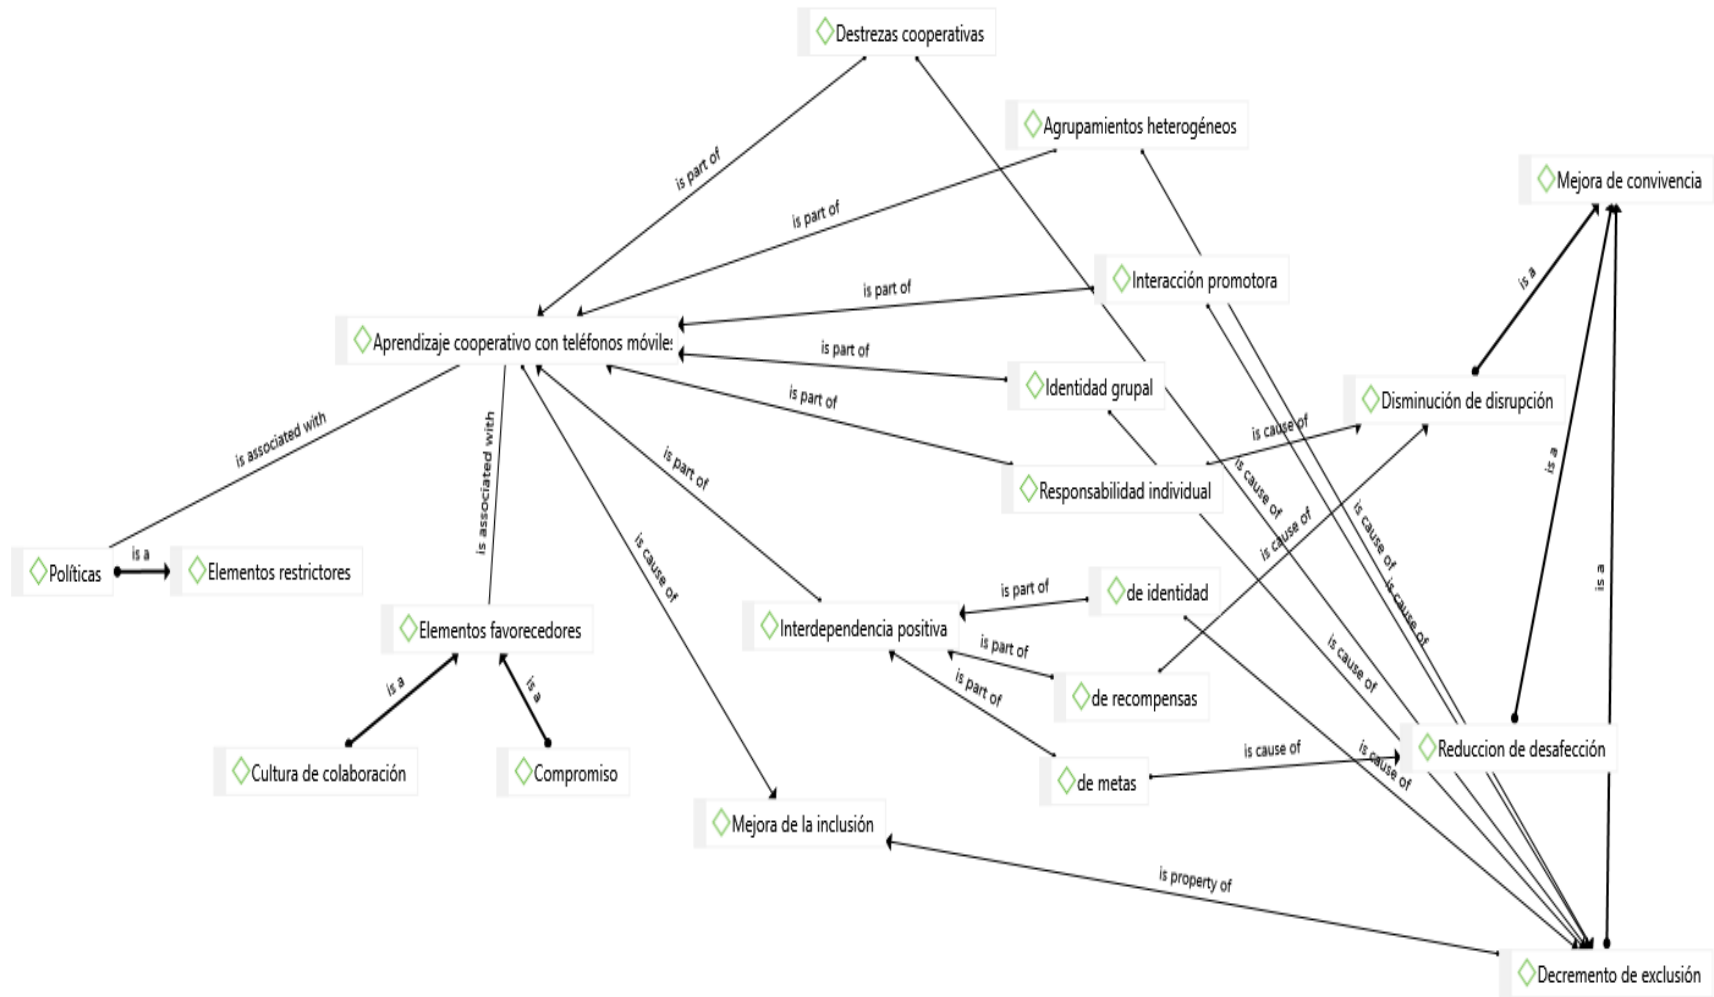 Destrezas cooperativas
Agrupamientos heterogéneos
is part of
Mejora de convivencia
is part of
Interacción promotora
is a
is part of
Aprendizaje cooperativo con teléfonos móviles
is part of
Identidad grupal
is part of
Disminución de disrupción
is associated with
is associated with
is part of
is cause of
is a
Responsabilidad individual
is cause of
is cause of
is cause of
is a
Políticas
is a
Elementos restrictores
is cause of
is part of
de identidad
is cause of
Elementos favorecedores
Interdependencia positiva
is part of
is cause of
is a
is a
is part of
de recompensas
Reduccion de desafección
Cultura de colaboración
Compromiso
is cause of
is cause of
de metas
Mejora de la inclusión
is property of
Decremento de exclusión